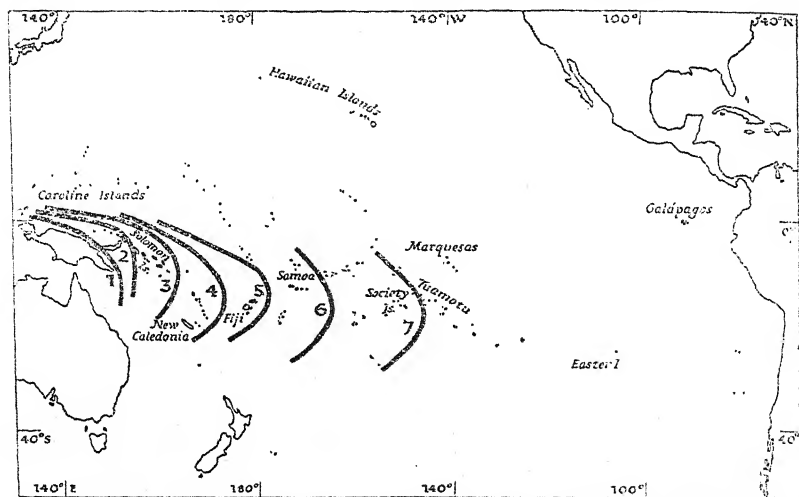 140° 180° 140°W 100° 40°N
Hawaiian Islands
Caroline Islands
Galápagos
0°
Solomon Is.
Marquesas
Samoa
Tuamotu
Society Is.
1 2 3 4 5 6 7
Fiji
New Caledonia
Easter I
40°S 40°
140°E 180° 140° 100°